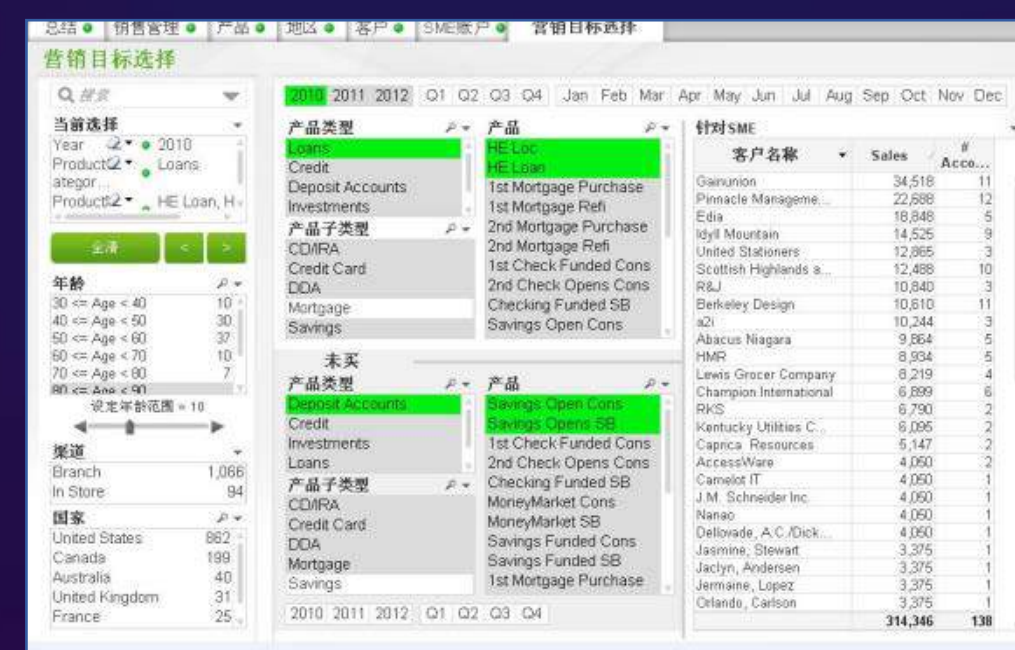 总结 销售管理 产品 地区 客户 SME账户 营销目标选择
营销目标选择
搜索
当前选择
Year 2010
Product Loans
ategor...
Product HE Loan, H
全清 < >
年龄
30 <= Age < 40 10
40 <= Age < 50 30
50 <= Age < 60 37
60 <= Age < 70 10
70 <= Age < 80 7
80 <= Age < 90
设定年龄范围 = 10
渠道
Branch 1,066
In Store 94
国家
United States 862
Canada 199
Australia 40
United Kingdom 31
France 25
2010 2011 2012 Q1 Q2 Q3 Q4 Jan Feb Mar Apr May Jun Jul Aug Sep Oct Nov Dec
产品类型
Loans
Credit
Deposit Accounts
Investments
产品子类型
CD/IRA
Credit Card
DDA
Mortgage
Savings
产品
HE Loc
HE Loan
1st Mortgage Purchase
1st Mortgage Refi
2nd Mortgage Purchase
2nd Mortgage Refi
1st Check Funded Cons
2nd Check Opens Cons
Checking Funded SB
Savings Open Cons
未买
产品类型
Deposit Accounts
Credit
Investments
Loans
产品子类型
CD/IRA
Credit Card
DDA
Mortgage
Savings
产品
Savings Open Cons
Savings Opens SB
1st Check Funded Cons
2nd Check Opens Cons
Checking Funded SB
MoneyMarket Cons
MoneyMarket SB
Savings Funded Cons
Savings Funded SB
1st Mortgage Purchase
2010 2011 2012 Q1 Q2 Q3 Q4
针对SME
客户名称 Sales # Acco...
Gainunion 34,518 11
Pinnacle Manageme... 22,588 12
Edia 18,848 5
Idyll Mountain 14,525 9
United Stationers 12,865 3
Scottish Highlands a... 12,488 10
R&J 10,840 3
Berkeley Design 10,610 11
a2i 10,244 3
Abacus Niagara 9,864 5
HMR 8,934 5
Lewis Grocer Company 8,219 4
Champion International 6,899 6
RKS 6,790 2
Kentucky Utilities C... 6,095 2
Caprica Resources 5,147 2
AccessWare 4,050 2
Camelot IT 4,050 1
J.M. Schneider Inc. 4,050 1
Nanao 4,050 1
Dellovade, A.C./Dick... 4,050 1
Jasmine, Stewart 3,375 1
Jaclyn, Andersen 3,375 1
Jermaine, Lopez 3,375 1
Orlando, Carlson 3,375 1
314,346 138